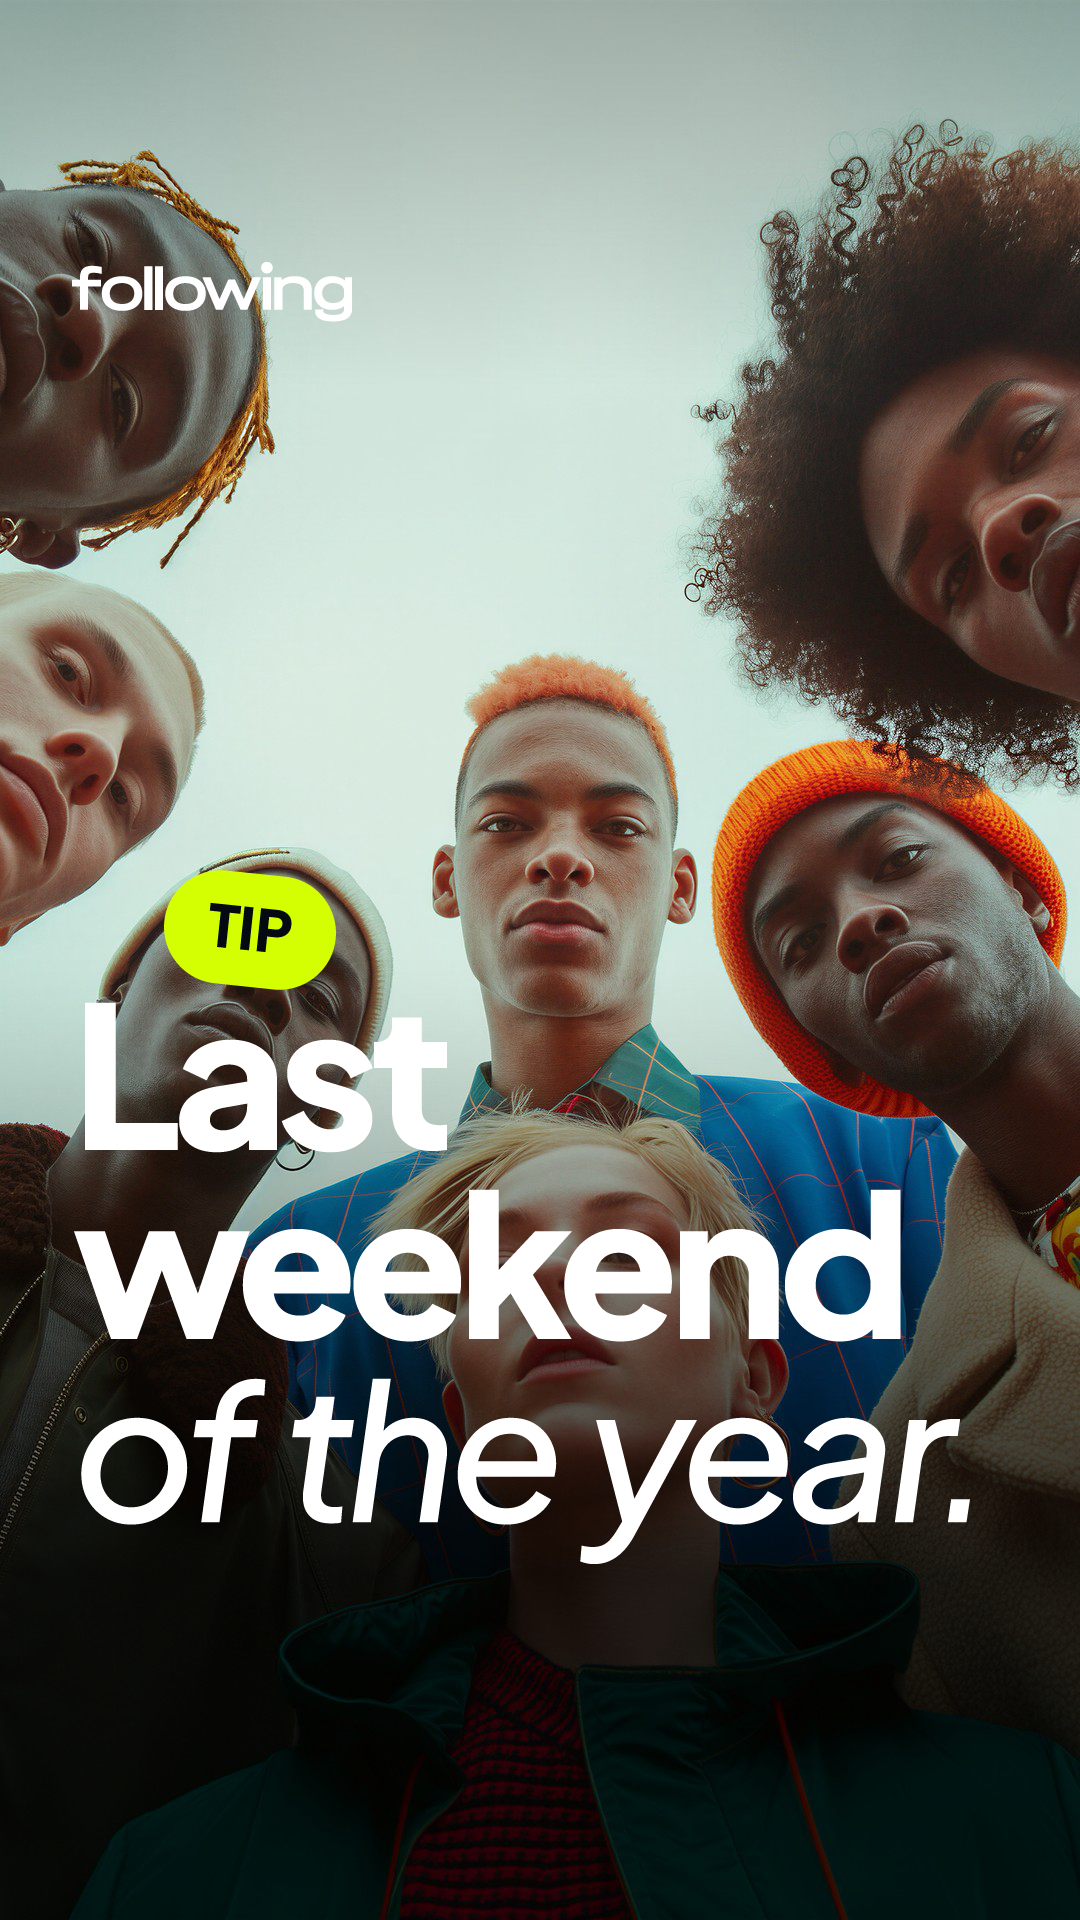 following
TIP
Last
weekend
of the year.